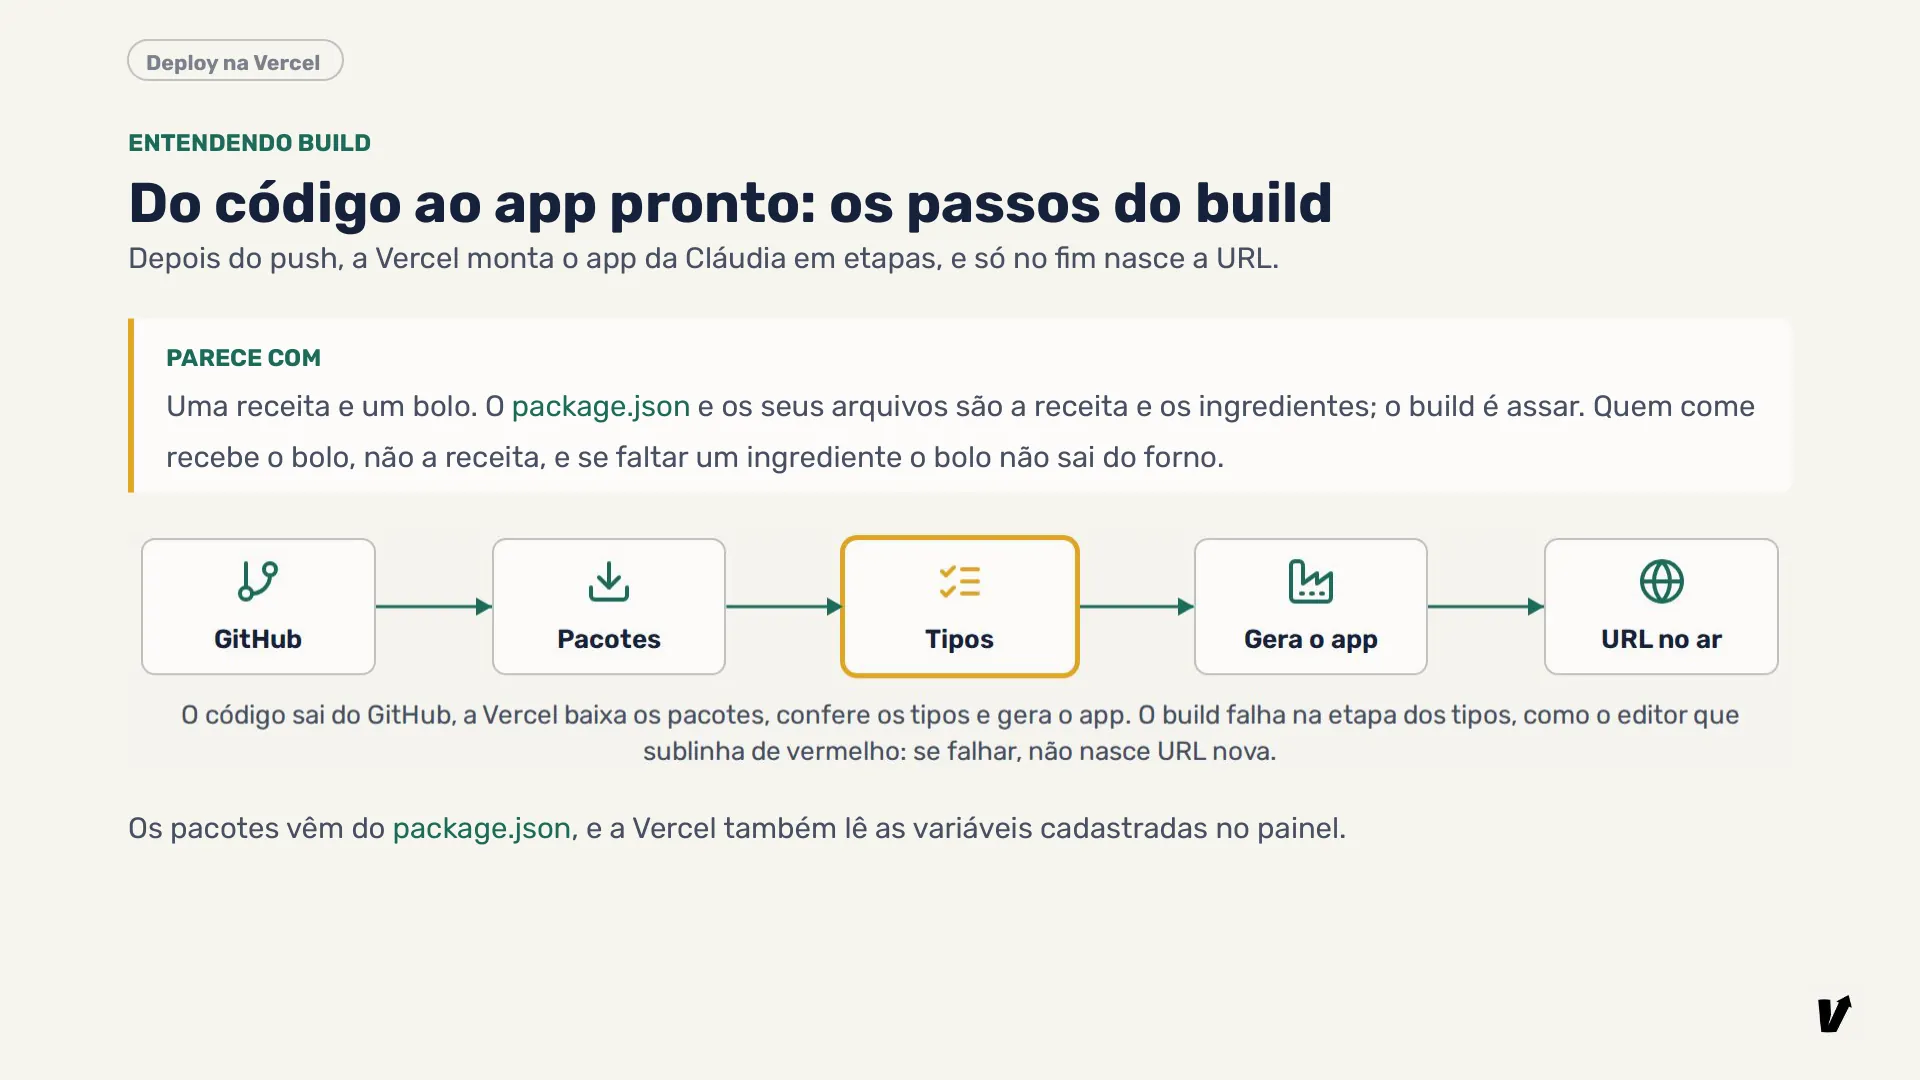 Deploy na Vercel
ENTENDENDO BUILD
Do código ao app pronto: os passos do build
Depois do push, a Vercel monta o app da Cláudia em etapas, e só no fim nasce a URL.
PARECE COM
Uma receita e um bolo. O package.json e os seus arquivos são a receita e os ingredientes; o build é assar. Quem come
recebe o bolo, não a receita, e se faltar um ingrediente o bolo não sai do forno.
GitHub
Pacotes
Tipos
Gera o app
URL no ar
O código sai do GitHub, a Vercel baixa os pacotes, confere os tipos e gera o app. O build falha na etapa dos tipos, como o editor que
sublinha de vermelho: se falhar, não nasce URL nova.
Os pacotes vêm do package.json, e a Vercel também lê as variáveis cadastradas no painel.